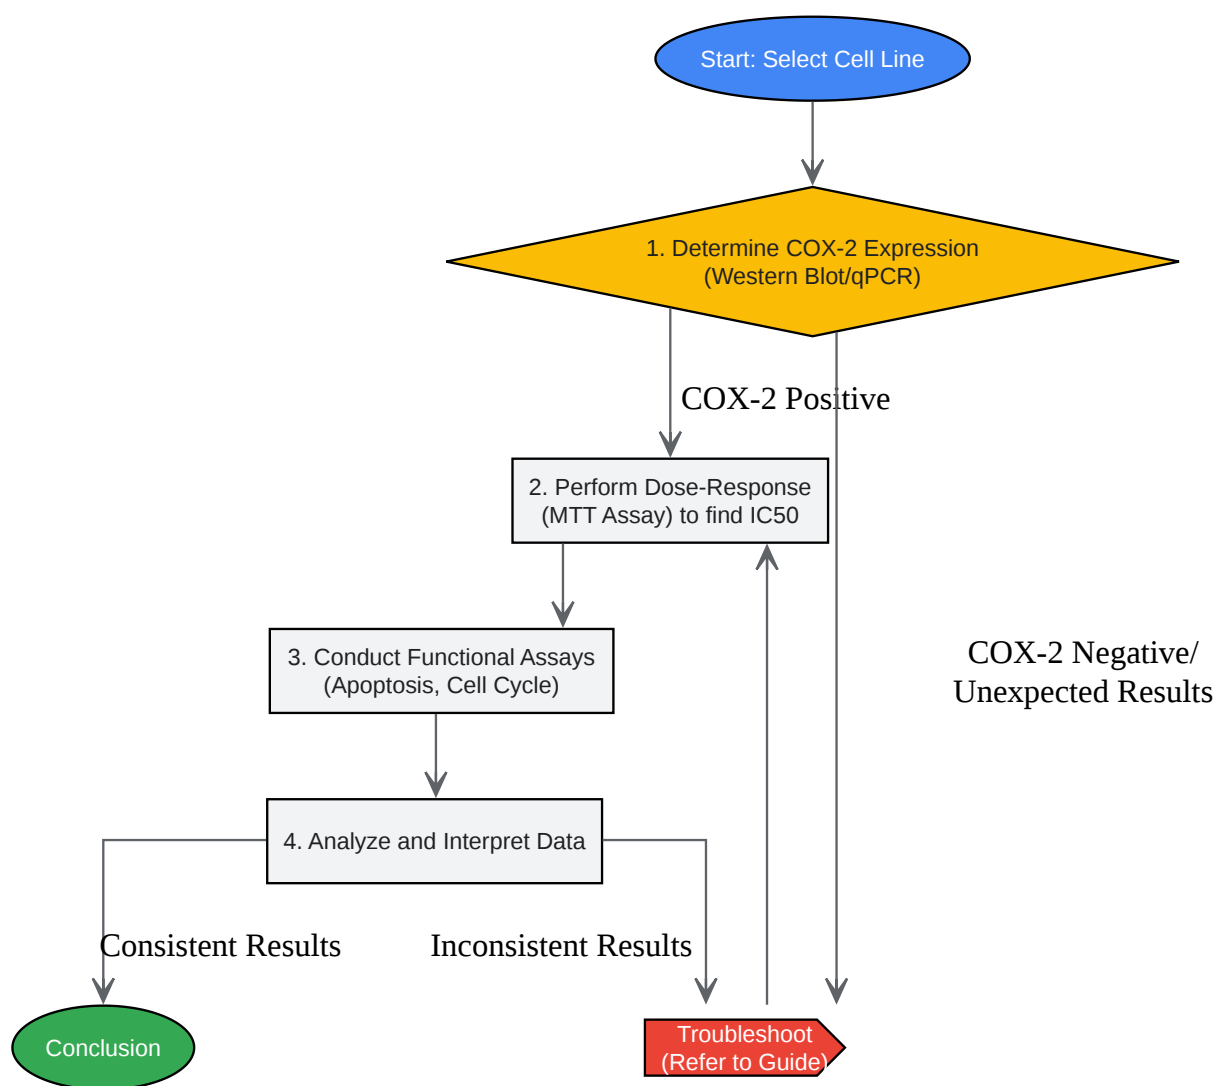 Start: Select Cell Line
1. Determine COX-2 Expression
(Western Blot/qPCR)
COX-2 Positive
2. Perform Dose-Response
(MTT Assay) to find IC50
3. Conduct Functional Assays
(Apoptosis, Cell Cycle)
COX-2 Negative/
Unexpected Results
4. Analyze and Interpret Data
Consistent Results
Inconsistent Results
Conclusion
Troubleshoot
(Refer to Guide)